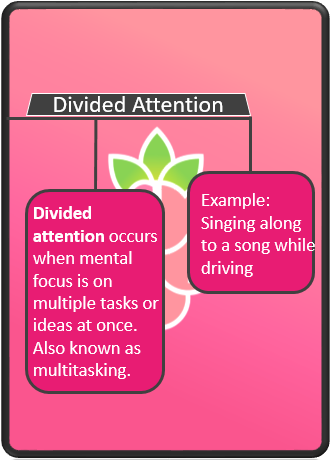 Divided Attention
Divided
attention occurs
when mental
focus is on
multiple tasks or
ideas at once.
Also known as
multitasking.
Example:
Singing along
to a song while
driving